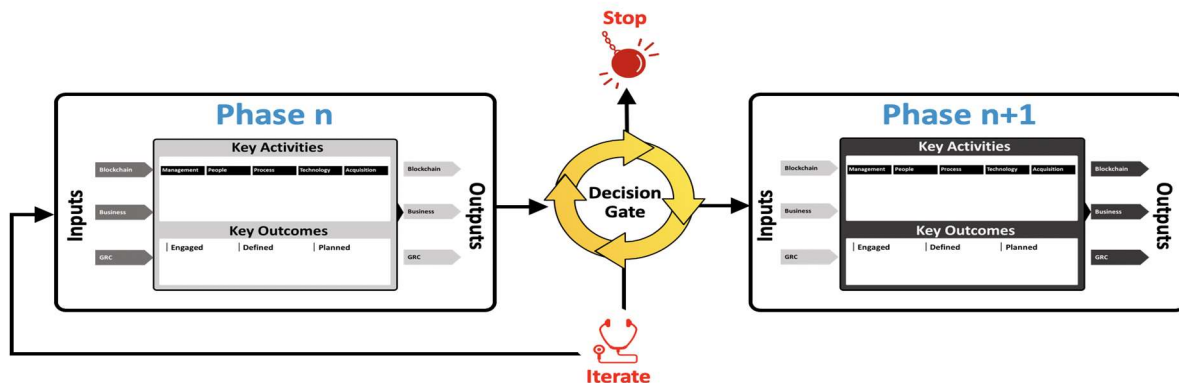 Stop
Phase n
Key Activities
Inputs
Blockchain
Business
GRC
Management People Process Technology Acquisition
Key Outcomes
Engaged Defined Planned
Blockchain
Business
GRC
Outputs
Decision
Gate
Phase n+1
Key Activities
Inputs
Blockchain
Business
GRC
Management People Process Technology Acquisition
Key Outcomes
Engaged Defined Planned
Blockchain
Business
GRC
Outputs
Iterate